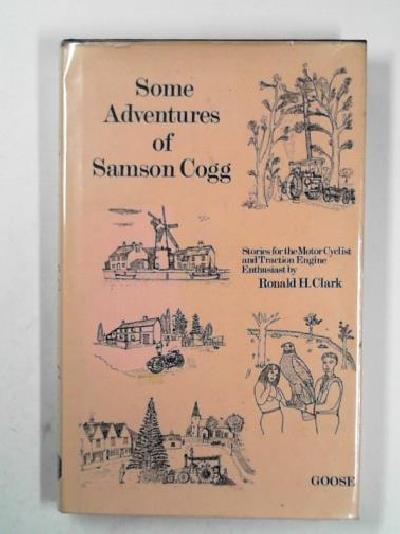 Some
Adventures
of
Samson Cogg
Stories for the Motor Cyclist
and Traction Engine
Enthusiast by
Ronald H. Clark
GOOSE